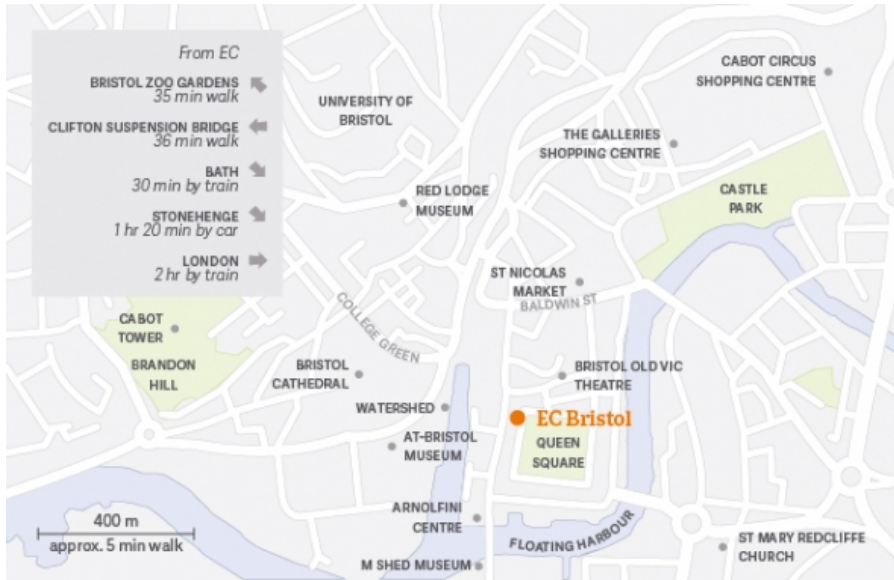 From EC
BRISTOL ZOO GARDENS
35 min walk
CLIFTON SUSPENSION BRIDGE
36 min walk
BATH
30 min by train
STONEHENGE
1 hr 20 min by car
LONDON
2 hr by train
CABOT CIRCUS
SHOPPING CENTRE
UNIVERSITY OF
BRISTOL
THE GALLERIES
SHOPPING CENTRE
RED LODGE
MUSEUM
CASTLE
PARK
ST NICOLAS
MARKET
BALDWIN ST
COLLEGE GREEN
CABOT
TOWER
BRANDON
HILL
BRISTOL
CATHEDRAL
BRISTOL OLD VIC
THEATRE
WATERSHED
EC Bristol
AT-BRISTOL
MUSEUM
QUEEN
SQUARE
ARNOLFINI
CENTRE
400 m
approx. 5 min walk
FLOATING HARBOUR
ST MARY REDCLIFFE
CHURCH
M SHED MUSEUM